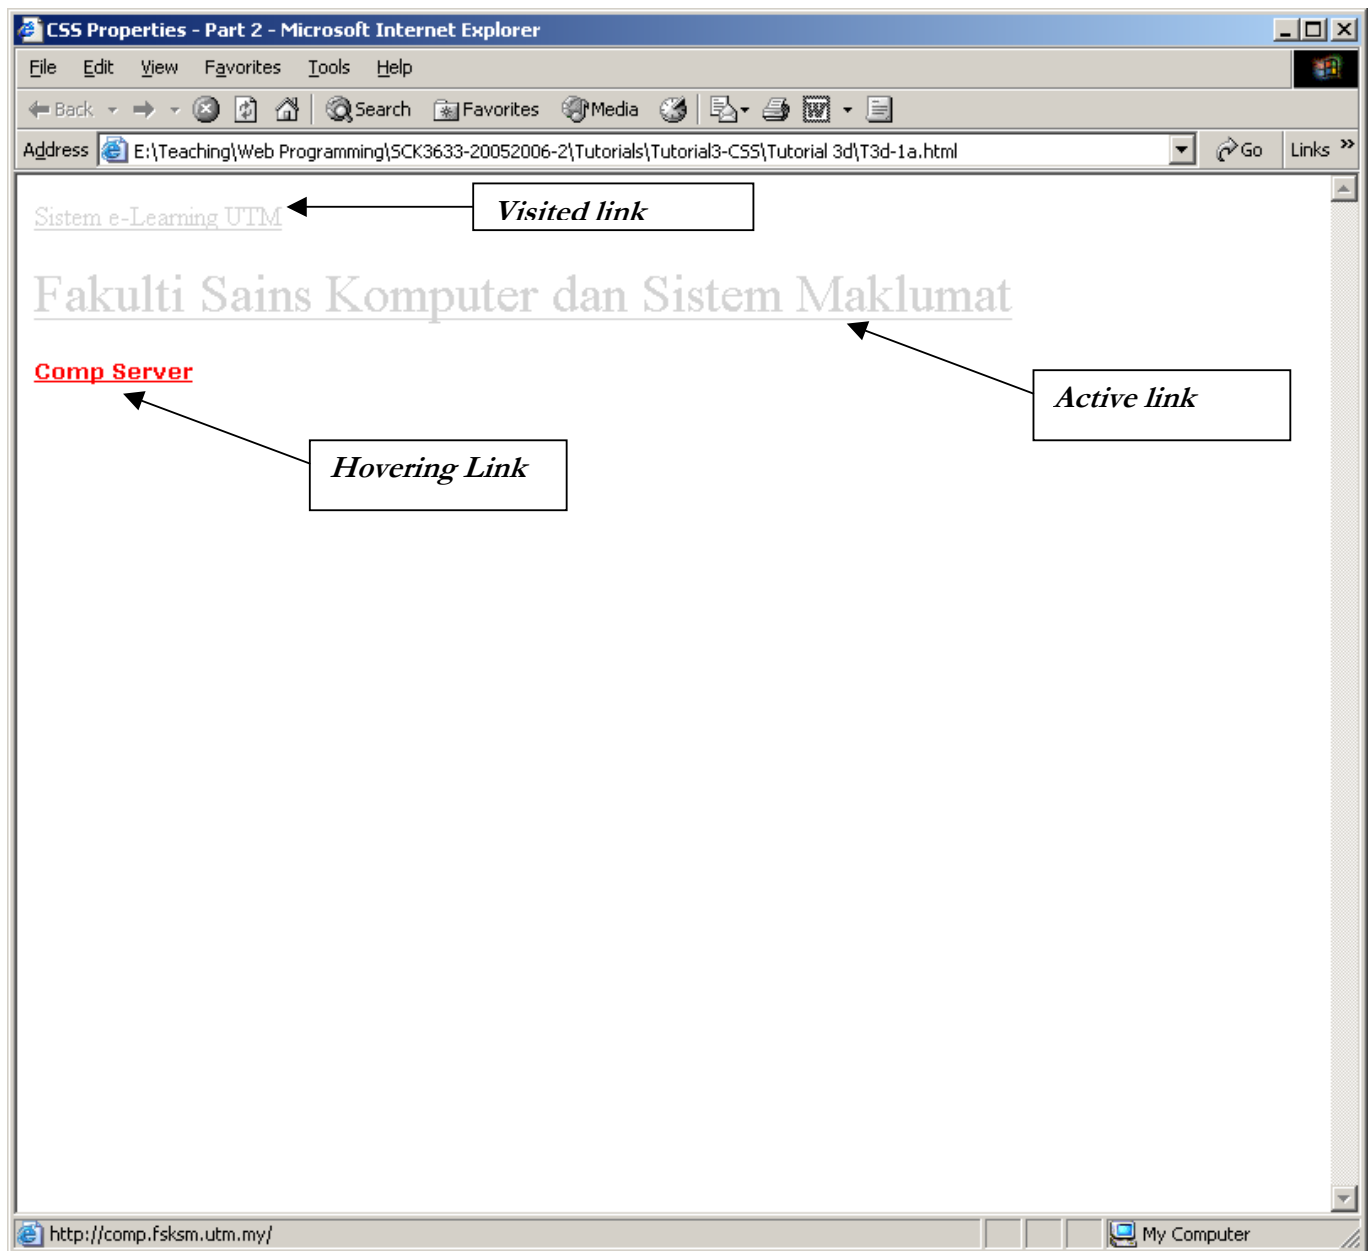 CSS Properties - Part 2 - Microsoft Internet Explorer
File Edit View Favorites Tools Help
Back Search Favorites Media
Address E:\Teaching\Web Programming\SCK3633-20052006-2\Tutorials\Tutorial3-CSS\Tutorial 3d\T3d-1a.html Go Links »
Sistem e-Learning UTM
Visited link
Fakulti Sains Komputer dan Sistem Maklumat
Comp Server
Active link
Hovering Link
http://comp.fsksm.utm.my/ My Computer